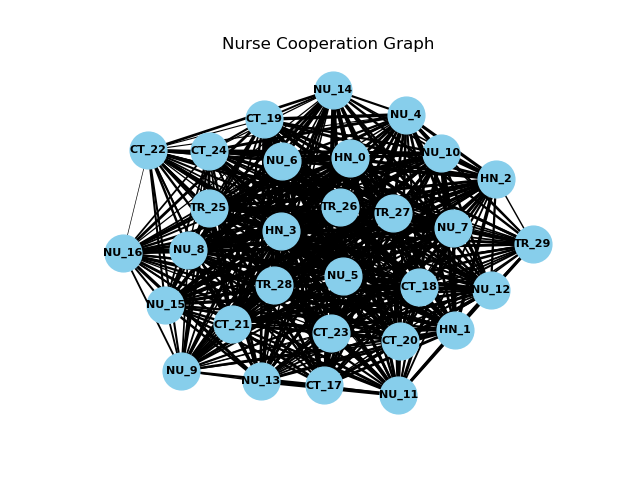 Nurse Cooperation Graph
NU_14
NU_4
CT_19
CT_22
CT_24
NU_10
HN_0
NU_6
HN_2
TR_25
TR_26
TR_27
NU_7
HN_3
TR_29
NU_8
NU_16
NU_5
TR_28
CT_18
NU_12
NU_15
CT_21
HN_1
CT_23
CT_20
NU_9
NU_13
CT_17
NU_11